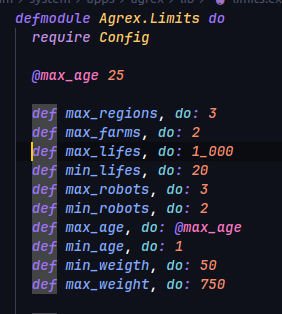 system > apps > agrex > lib > limits.ex
defmodule Agrex.Limits do
require Config
@max_age 25
def max_regions, do: 3
def max_farms, do: 2
def max_lifes, do: 1_000
def min_lifes, do: 20
def max_robots, do: 3
def min_robots, do: 2
def max_age, do: @max_age
def min_age, do: 1
def min_weigth, do: 50
def max_weight, do: 750